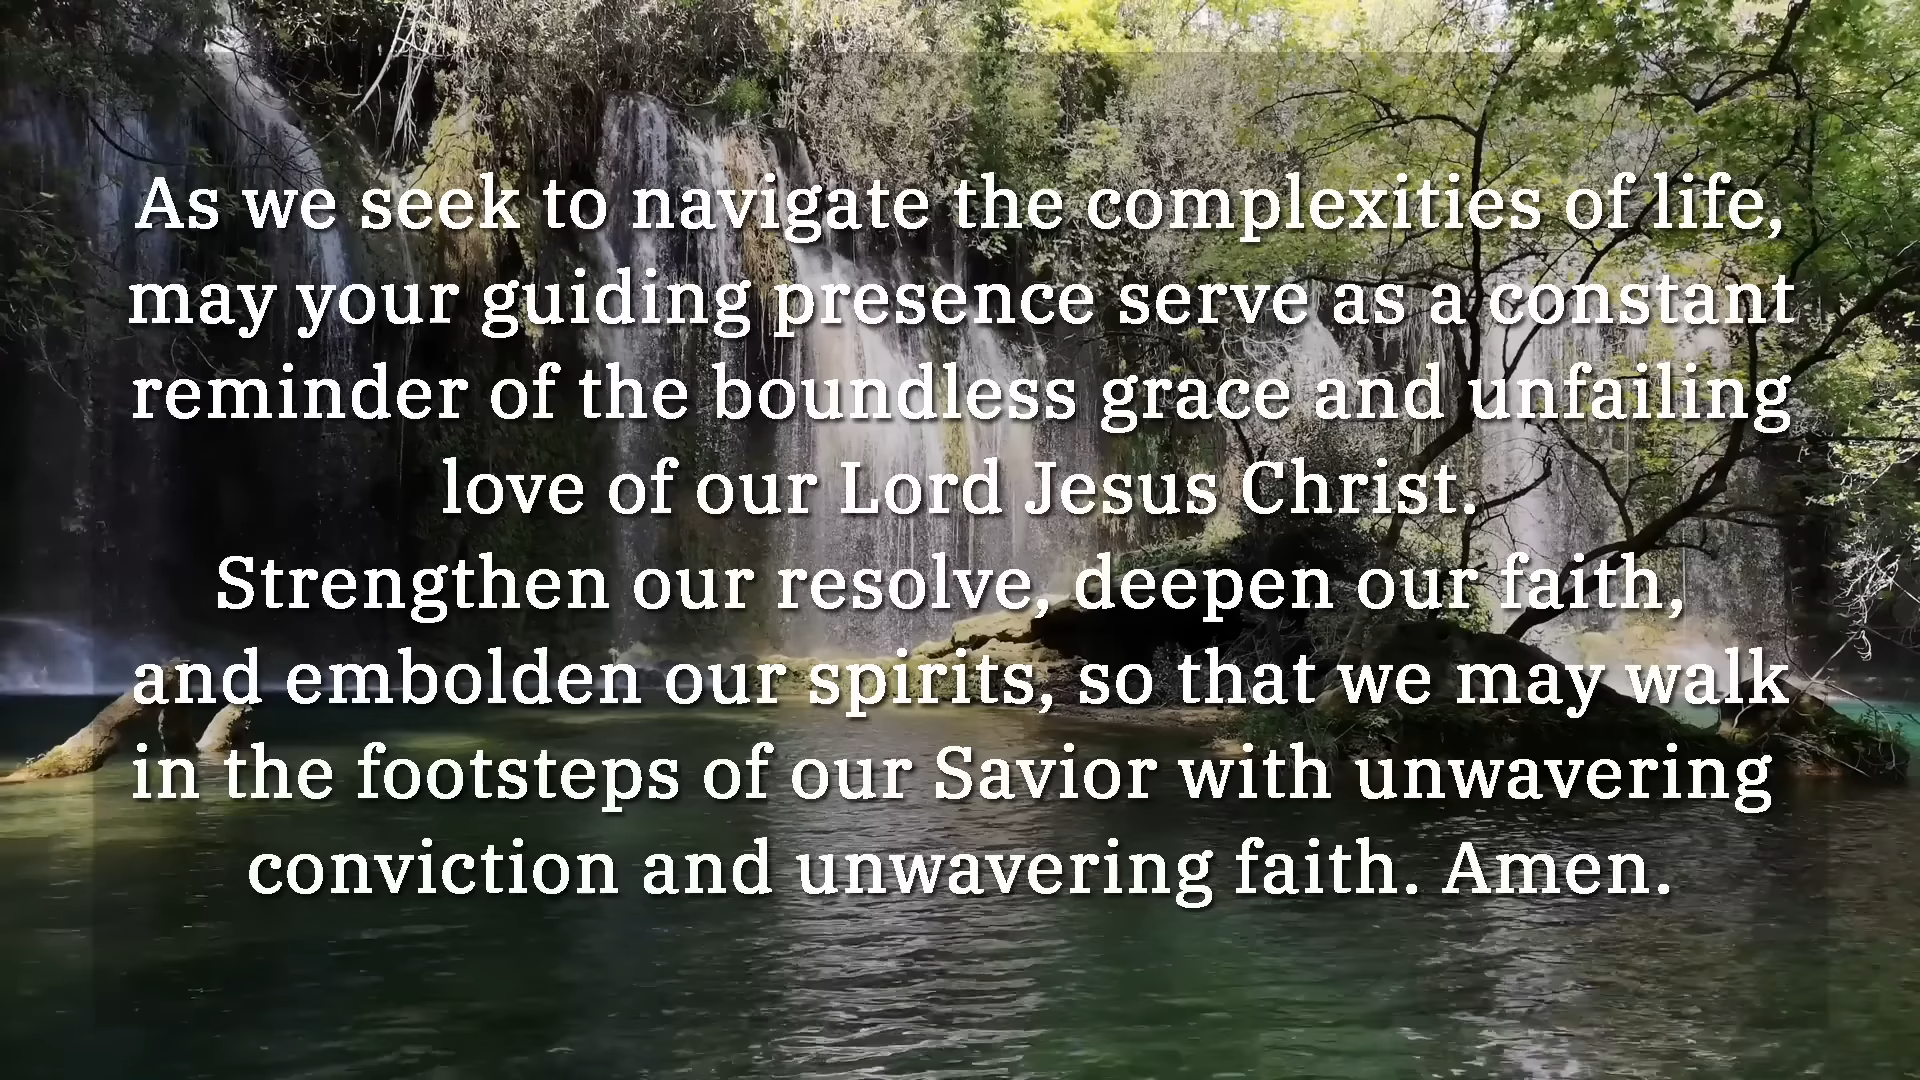 As we seek to navigate the complexities of life,
may your guiding presence serve as a constant
reminder of the boundless grace and unfailing
love of our Lord Jesus Christ.
Strengthen our resolve, deepen our faith,
and embolden our spirits, so that we may walk
in the footsteps of our Savior with unwavering
conviction and unwavering faith. Amen.